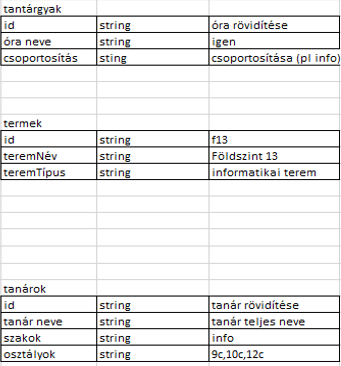 tantárgyak
id string óra rövidítése
óra neve string igen
csoportosítás sting csoportosítása (pl info)
termek
id string f13
teremNév string Földszint 13
teremTípus string informatikai terem
tanárok
id string tanár rövidítése
tanár neve string tanár teljes neve
szakok string info
osztályok string 9c,10c,12c